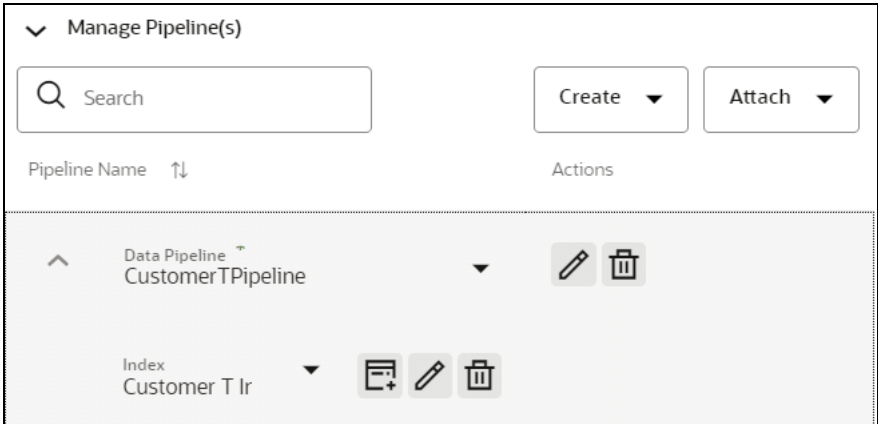 Manage Pipeline(s)
Search
Create
Attach
Pipeline Name
Actions
Data Pipeline
CustomerTPipeline
Index
Customer T Ir